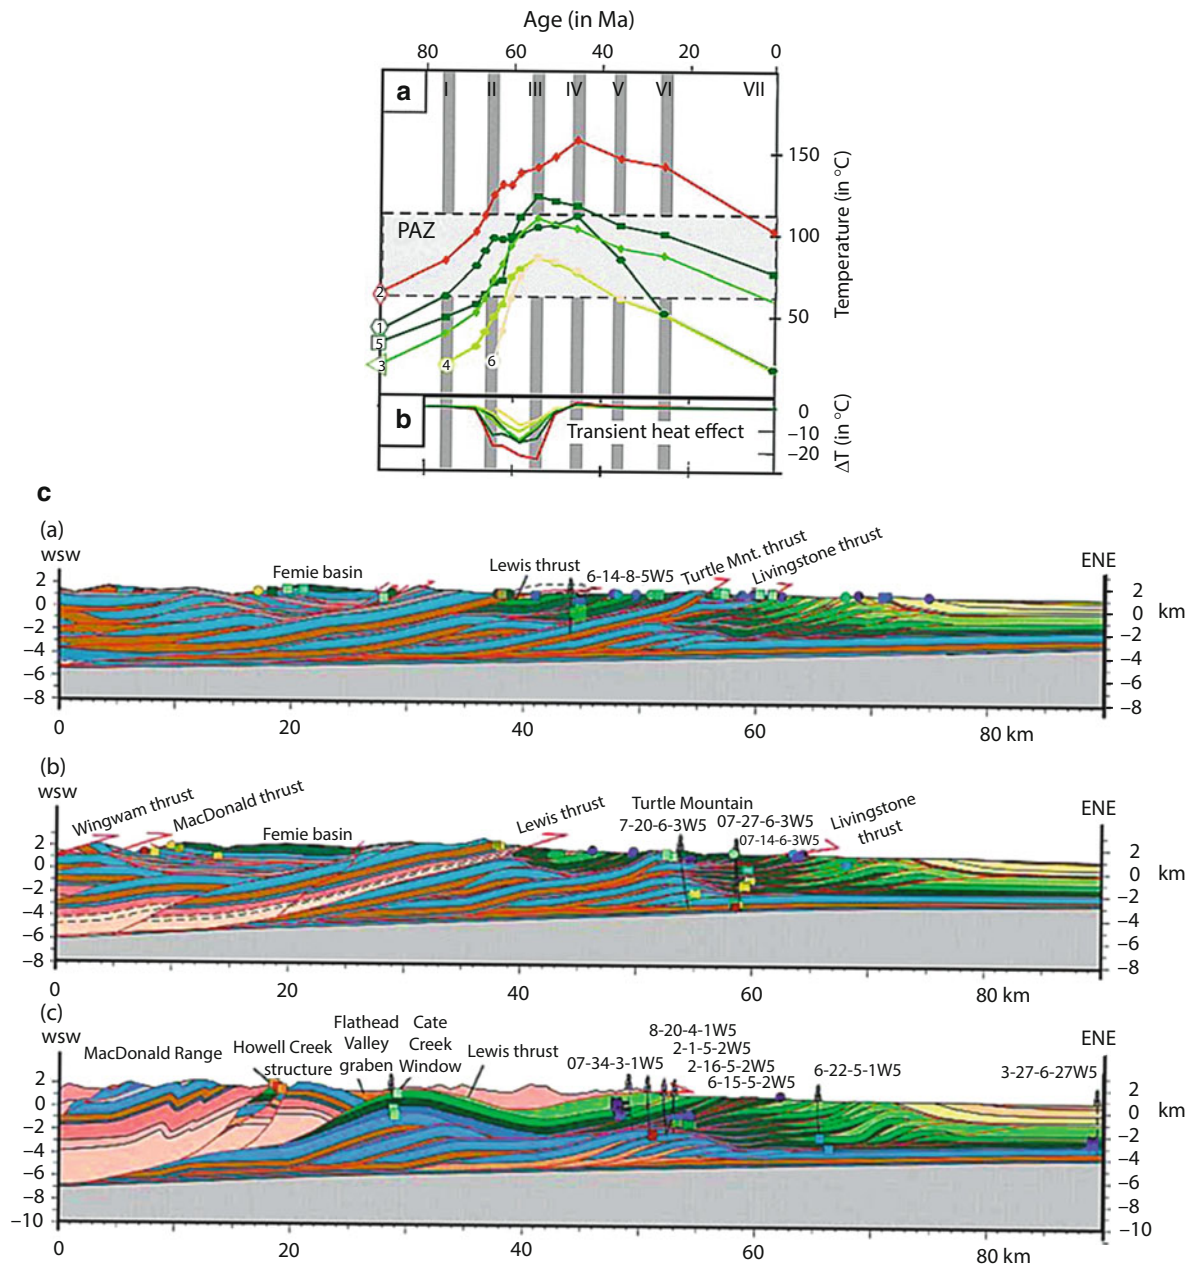 Age (in Ma)
80 60 40 20 0
a
I II III IV V VI VII
150
100
50
Temperature (in °C)
PAZ
2
1
5
3
4
6
b
Transient heat effect
0
−10
−20
ΔT (in °C)
c
(a)
wsw
ENE
Femie basin
Lewis thrust
6-14-8-5W5
Turtle Mnt. thrust
Livingstone thrust
2
0
−2
−4
−6
−8
2
0
−2
−4
−6
−8
km
0 20 40 60 80 km
(b)
wsw
ENE
Wingwam thrust
MacDonald thrust
Femie basin
Lewis thrust
Turtle Mountain
7-20-6-3W5
07-27-6-3W5
07-14-6-3W5
Livingstone
thrust
2
0
−2
−4
−6
−8
2
0
−2
−4
−6
−8
km
0 20 40 60 80 km
(c)
wsw
ENE
MacDonald Range
Howell Creek
structure
Flathead
Valley
graben
Cate
Creek
Window
Lewis thrust
07-34-3-1W5
8-20-4-1W5
2-1-5-2W5
2-16-5-2W5
6-15-5-2W5
6-22-5-1W5
3-27-6-27W5
2
0
−2
−4
−6
−8
−10
2
0
−2
−4
−6
−8
−10
km
0 20 40 60 80 km